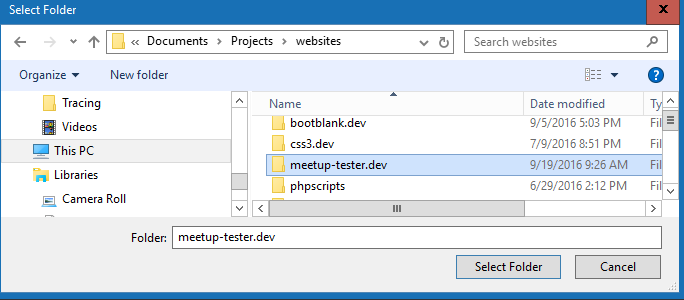 Select Folder
« Documents › Projects › websites
Search websites
Organize
New folder
Name
Date modified
Ty
Tracing
Videos
This PC
Libraries
Camera Roll
bootblank.dev 9/5/2016 5:03 PM Fil
css3.dev 7/9/2016 8:51 PM Fil
meetup-tester.dev 9/19/2016 9:26 AM Fil
phpscripts 6/29/2016 2:12 PM Fil
Folder: meetup-tester.dev
Select Folder
Cancel